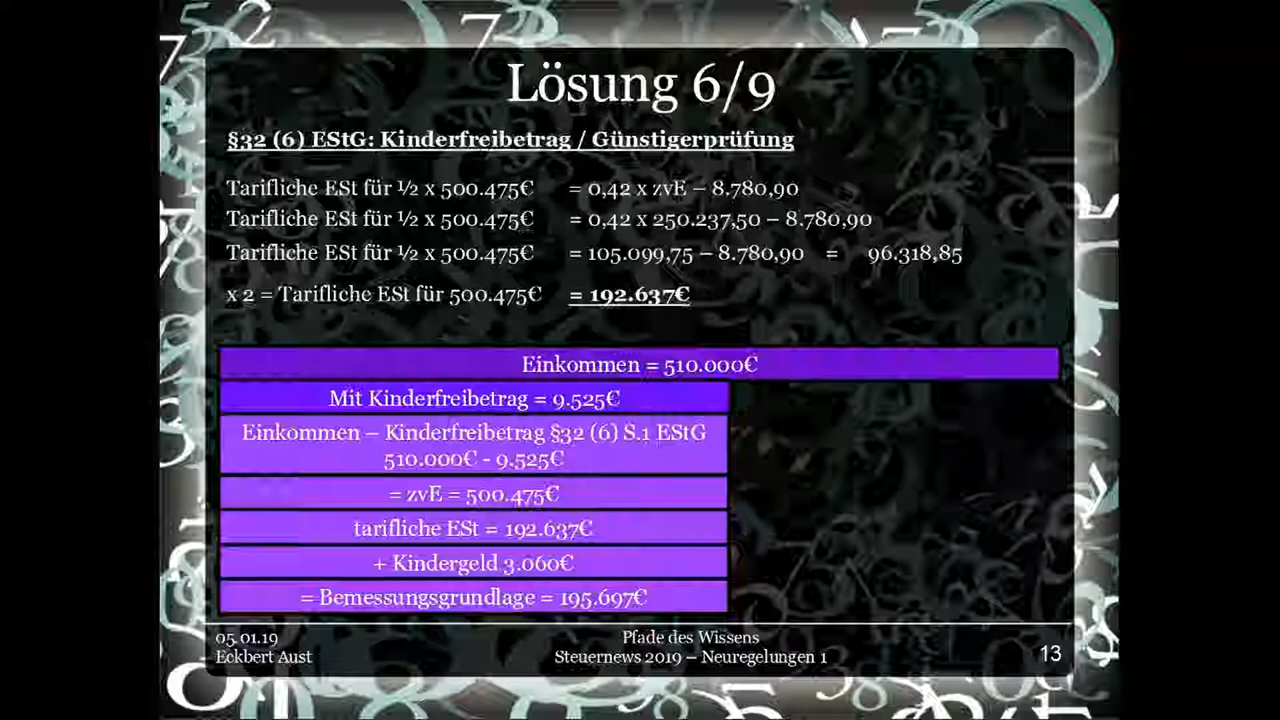 Lösung 6/9
§32 (6) EStG: Kinderfreibetrag / Günstigerprüfung
Tarifliche ESt für ½ x 500.475€ = 0,42 x zvE – 8.780,90
Tarifliche ESt für ½ x 500.475€ = 0,42 x 250.237,50 – 8.780,90
Tarifliche ESt für ½ x 500.475€ = 105.099,75 – 8.780,90 = 96.318,85
x 2 = Tarifliche ESt für 500.475€ = 192.637€
Einkommen = 510.000€
Mit Kinderfreibetrag = 9.525€
Einkommen – Kinderfreibetrag §32 (6) S.1 EStG
510.000€ - 9.525€
= zvE = 500.475€
tarifliche ESt = 192.637€
+ Kindergeld 3.060€
= Bemessungsgrundlage = 195.697€
05.01.19
Eckbert Aust
Pfade des Wissens
Steuernews 2019 – Neuregelungen 1
13